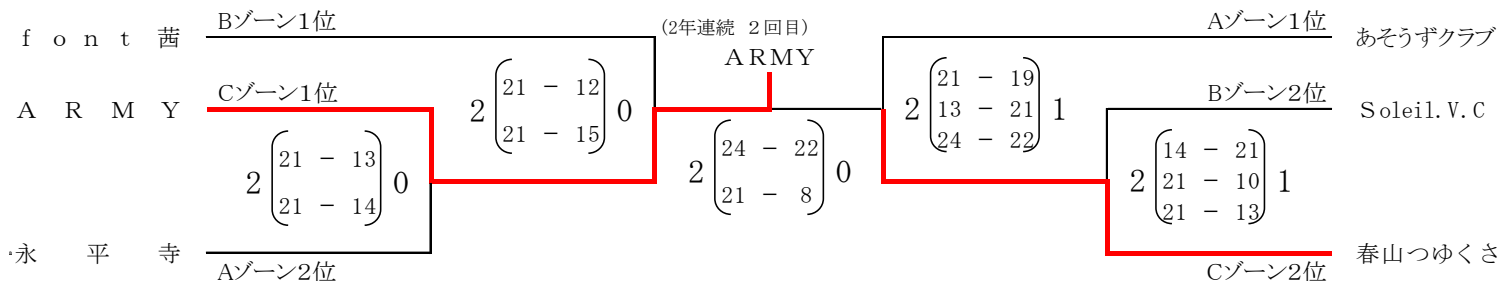 font茜
Bゾーン1位
(2年連続 2回目)
ARMY
Aゾーン1位
あそうずクラブ
ARMY
Cゾーン1位
2
21 - 12
21 - 15
0
2
21 - 19
13 - 21
24 - 22
1
Bゾーン2位
Soleil.V.C
2
21 - 13
21 - 14
0
2
24 - 22
21 - 8
0
2
14 - 21
21 - 10
21 - 13
1
永平寺
Aゾーン2位
Cゾーン2位
春山つゆくさ